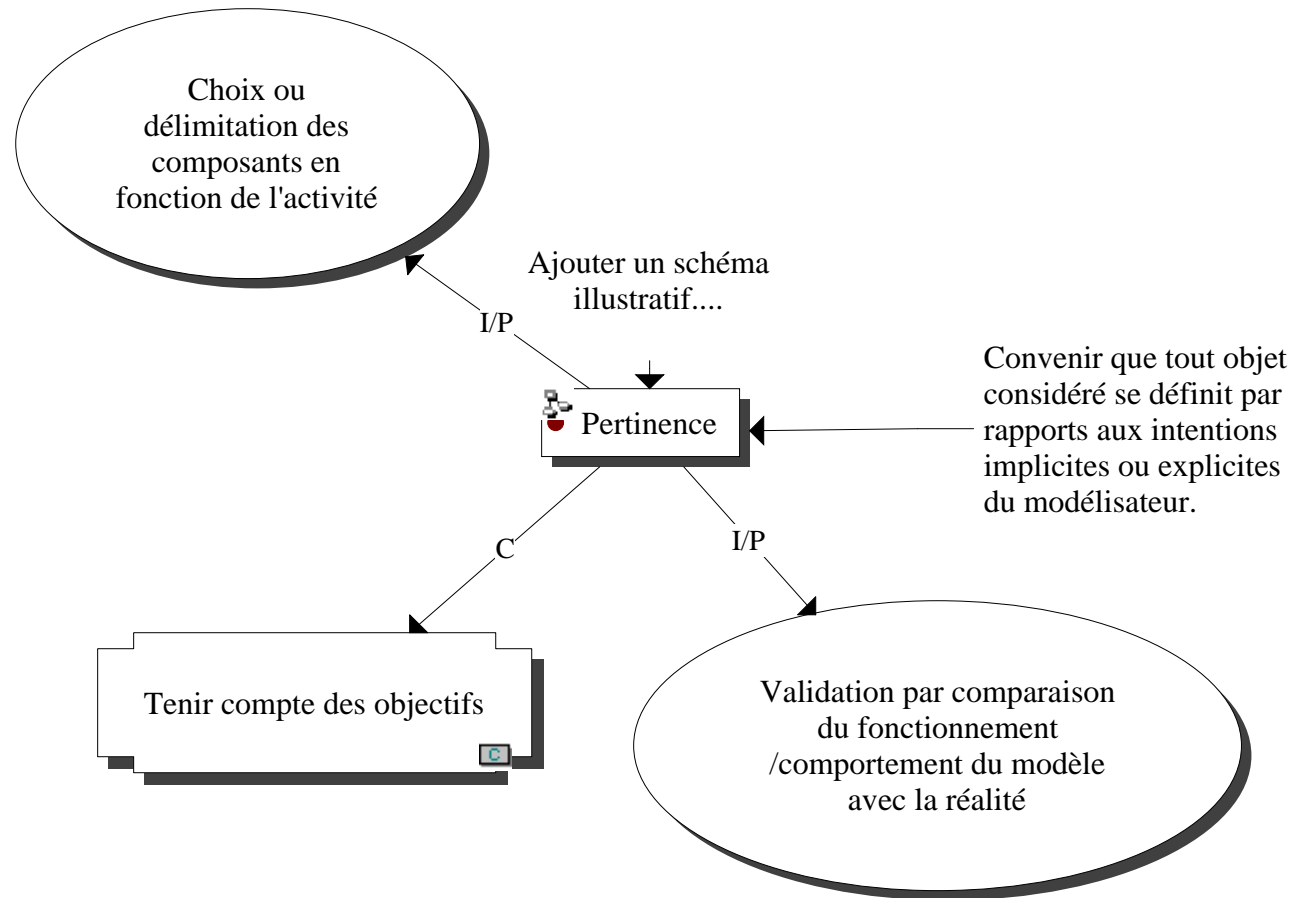 Choix ou
délimitation des
composants en
fonction de l'activité
Ajouter un schéma
illustratif....
I/P
Convenir que tout objet
considéré se définit par
rapports aux intentions
implicites ou explicites
du modélisateur.
Pertinence
C
I/P
Tenir compte des objectifs
C
Validation par comparaison
du fonctionnement
/comportement du modèle
avec la réalité